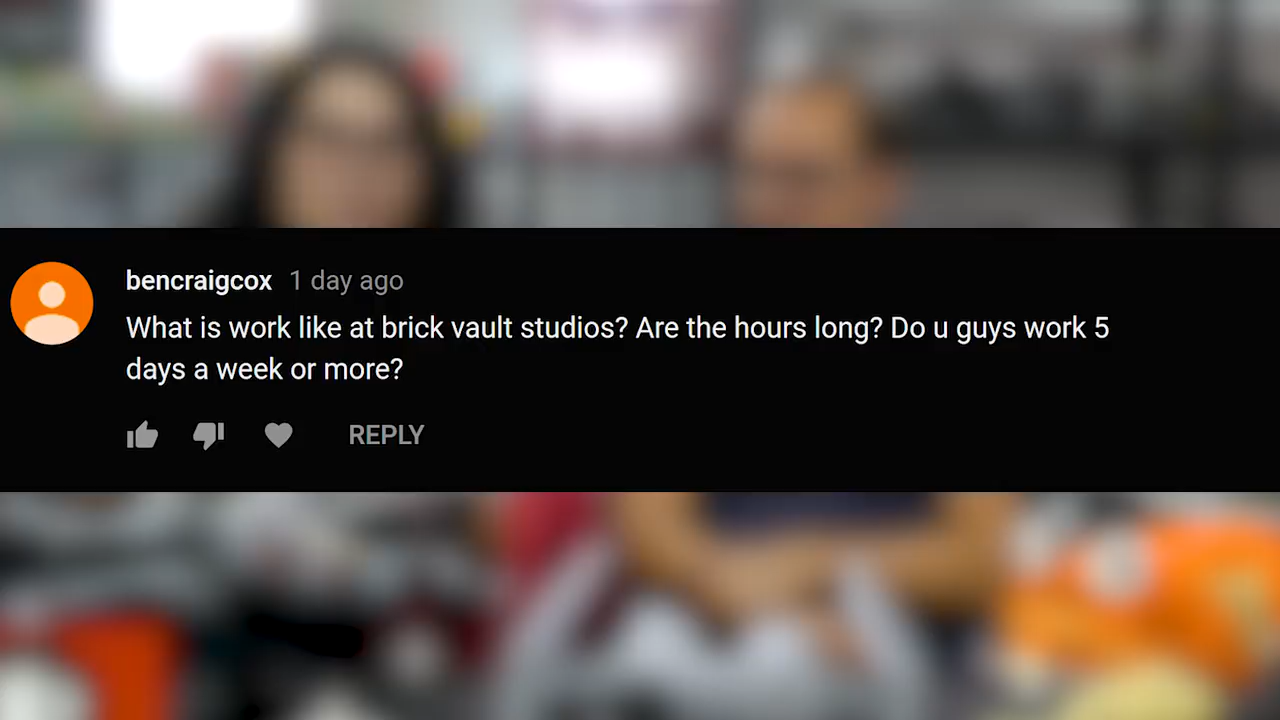 bencraigcox 1 day ago
What is work like at brick vault studios? Are the hours long? Do u guys work 5
days a week or more?
REPLY